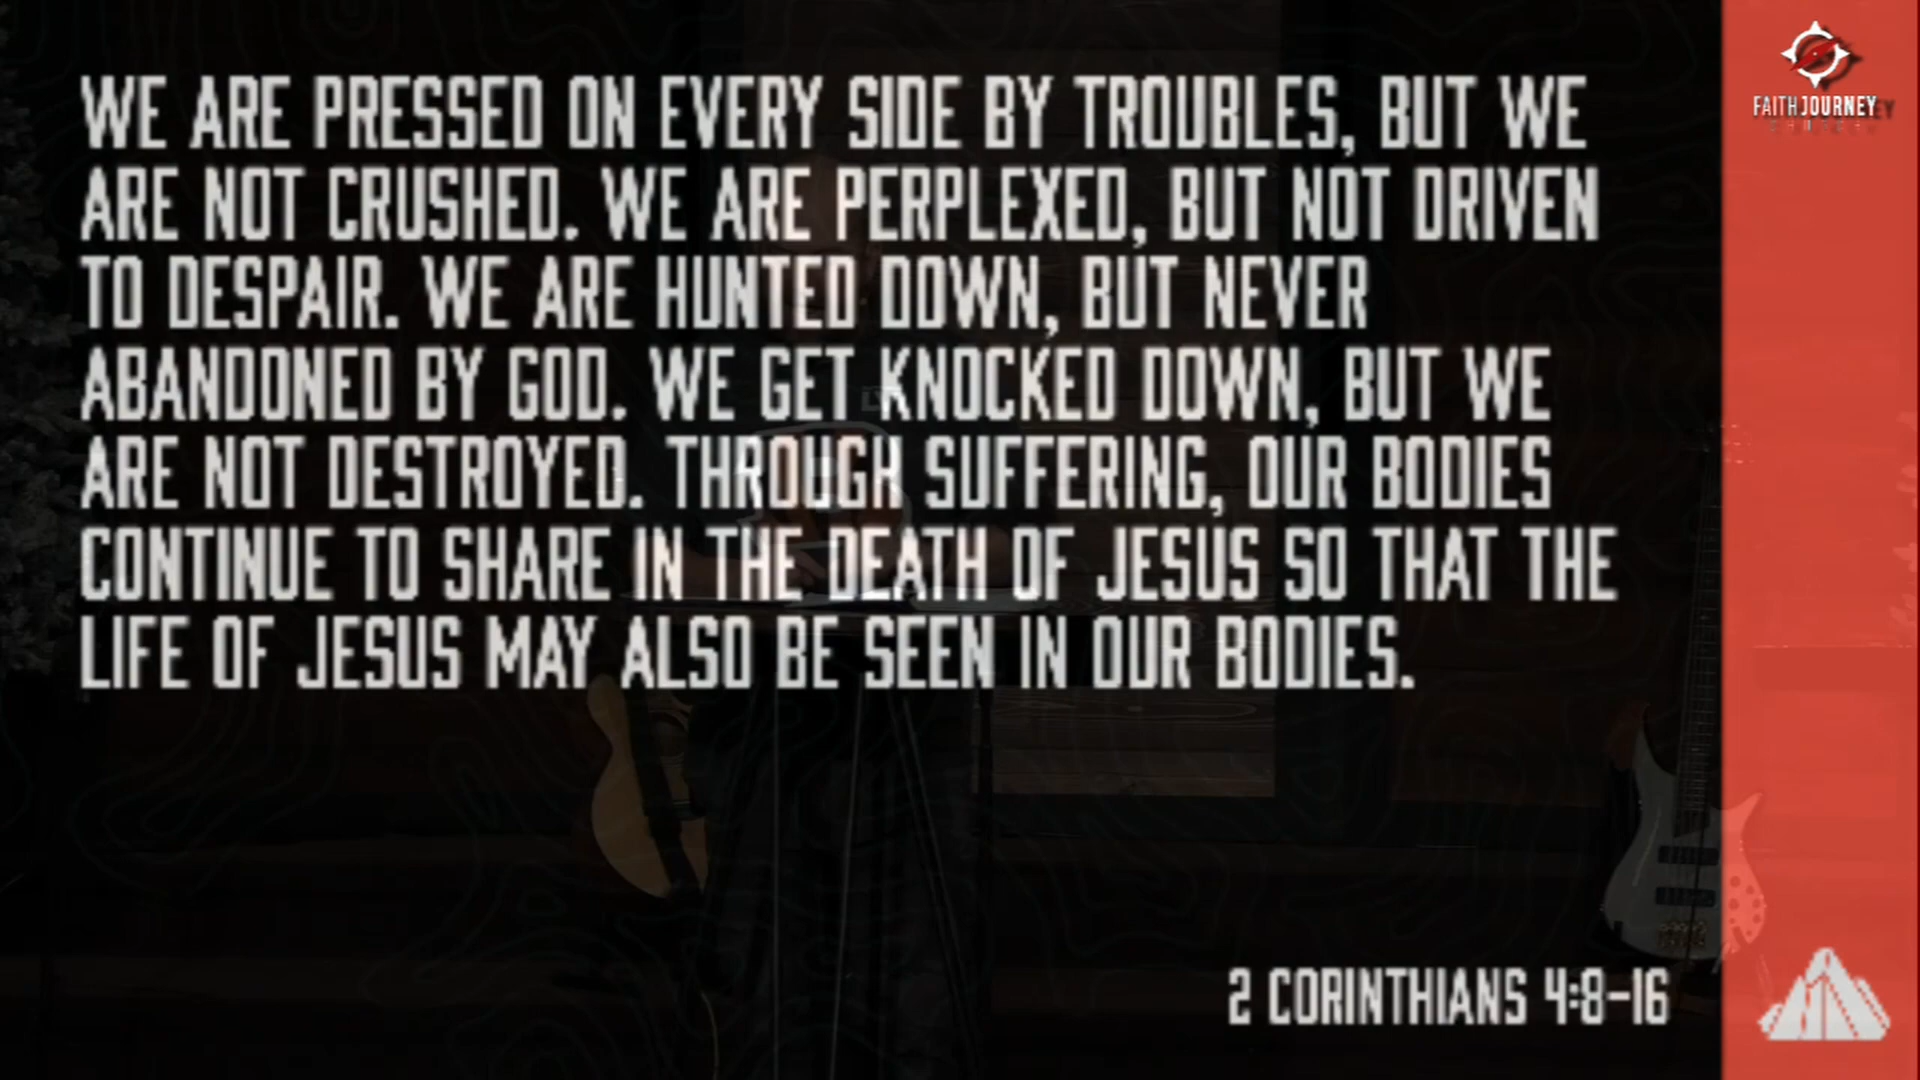 WE ARE PRESSED ON EVERY SIDE BY TROUBLES, BUT WE
ARE NOT CRUSHED. WE ARE PERPLEXED, BUT NOT DRIVEN
TO DESPAIR. WE ARE HUNTED DOWN, BUT NEVER
ABANDONED BY GOD. WE GET KNOCKED DOWN, BUT WE
ARE NOT DESTROYED. THROUGH SUFFERING, OUR BODIES
CONTINUE TO SHARE IN THE DEATH OF JESUS SO THAT THE
LIFE OF JESUS MAY ALSO BE SEEN IN OUR BODIES.
2 CORINTHIANS 4:8-16
FAITHJOURNEY